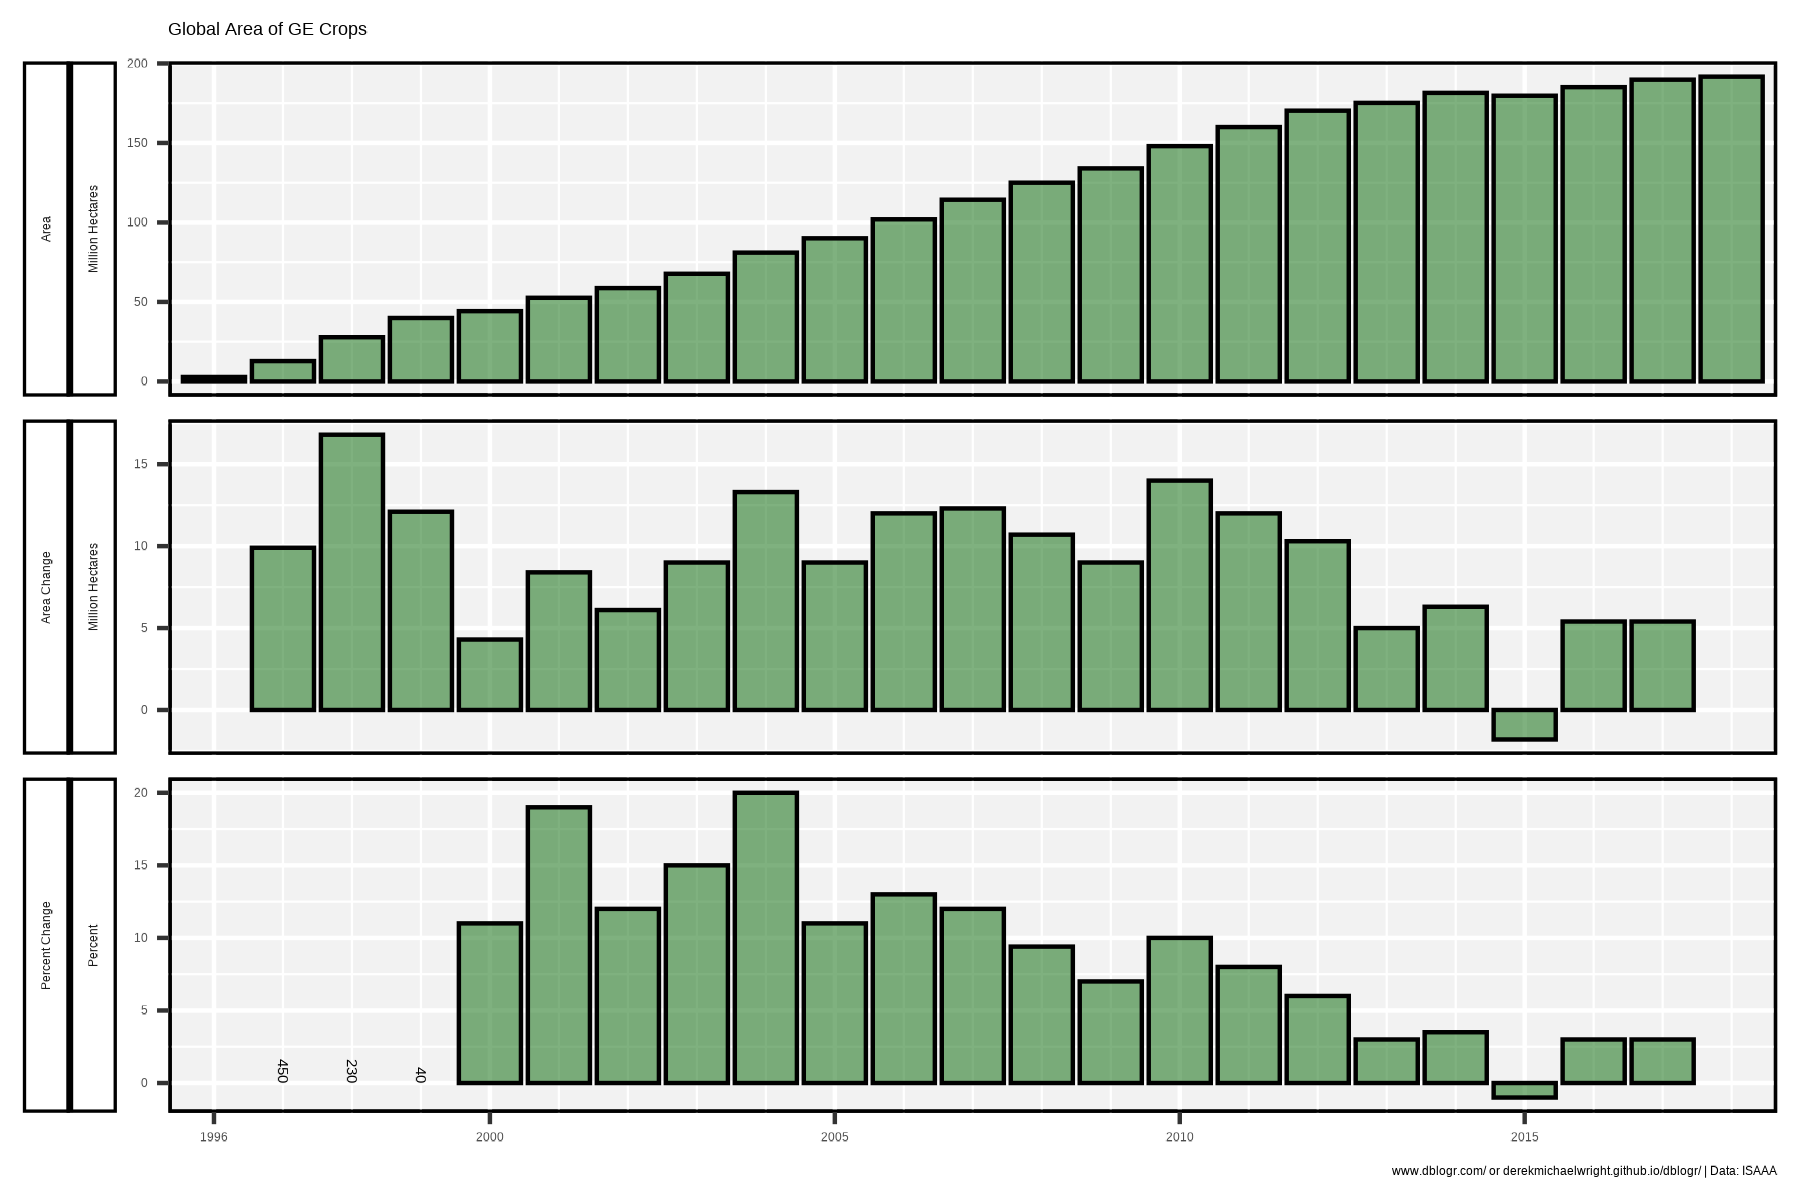 Global Area of GE Crops
Area
Million Hectares
200
150
100
50
0
Area Change
Million Hectares
15
10
5
0
Percent Change
Percent
20
15
10
5
0
450
230
40
1996
2000
2005
2010
2015
www.dblogr.com/ or derekmichaelwright.github.io/dblogr/ | Data: ISAAA